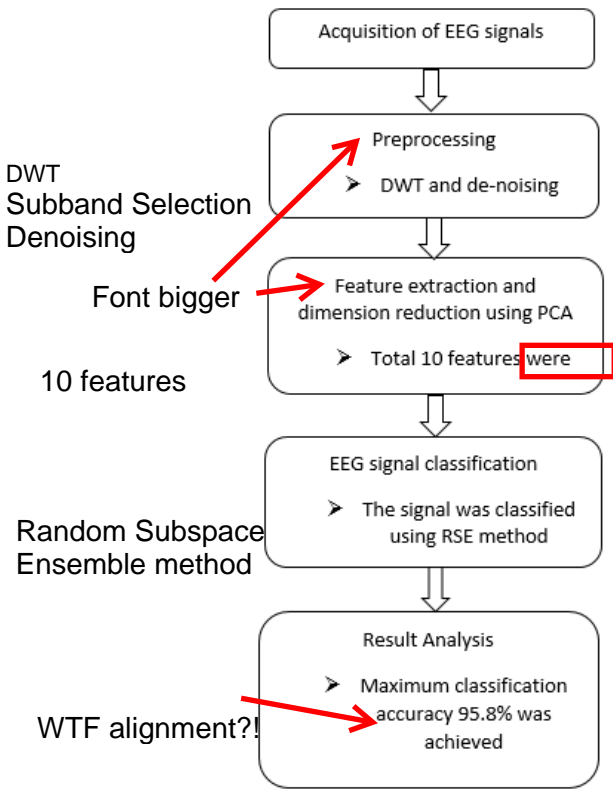 Acquisition of EEG signals
Preprocessing
➤ DWT and de-noising
DWT
Subband Selection
Denoising
Font bigger
Feature extraction and
dimension reduction using PCA
➤ Total 10 features were
10 features
EEG signal classification
➤ The signal was classified
using RSE method
Random Subspace
Ensemble method
Result Analysis
➤ Maximum classification
accuracy 95.8% was
achieved
WTF alignment?!